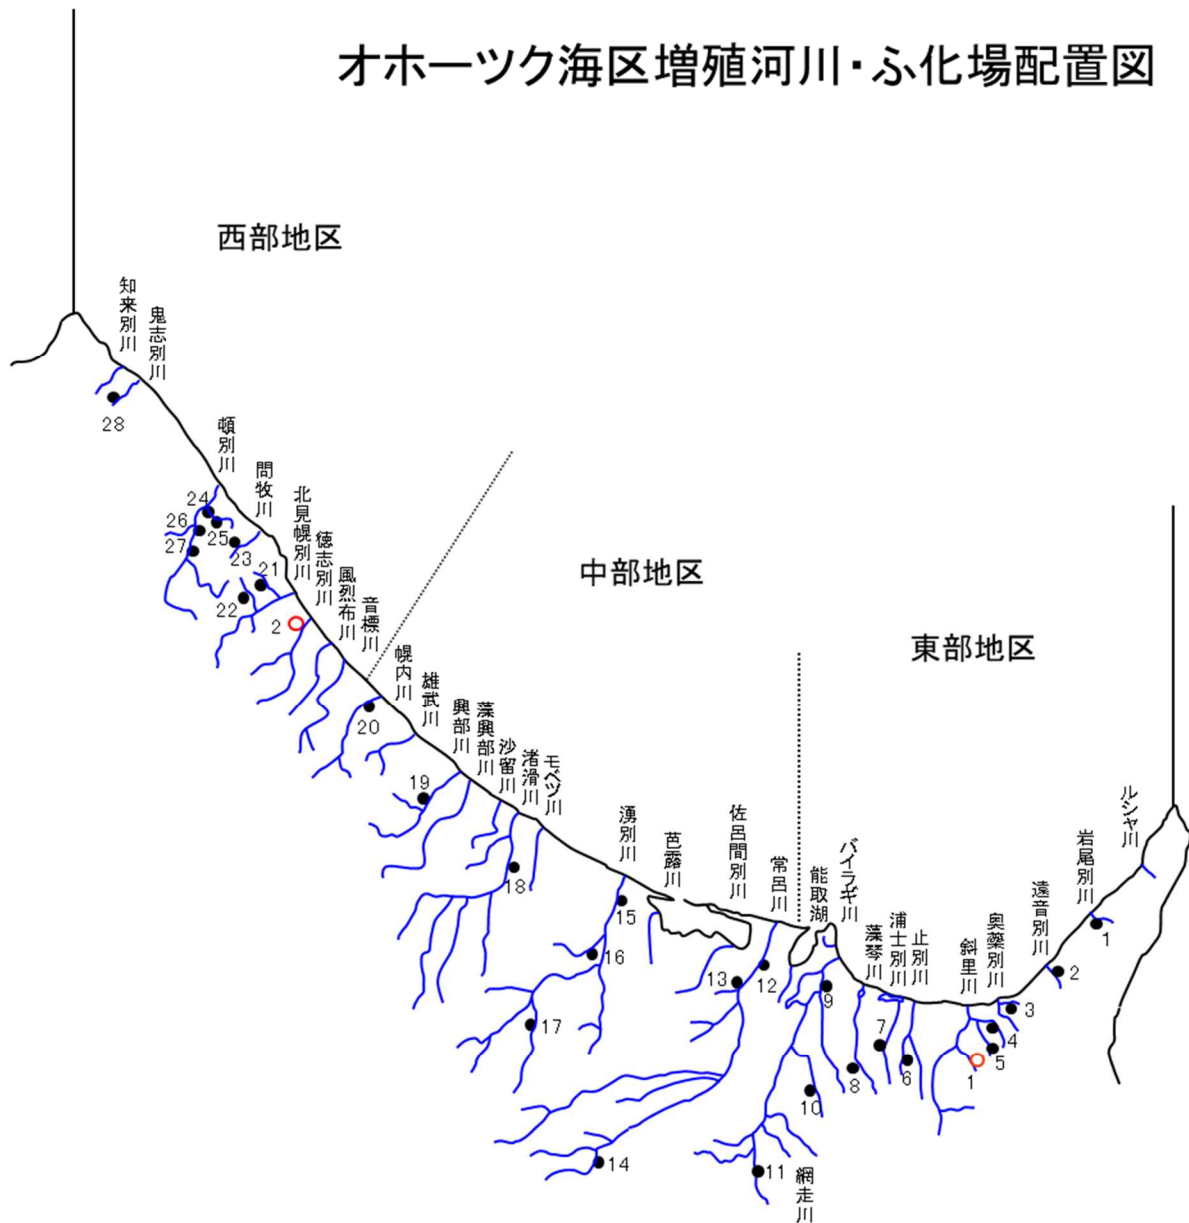 オホーツク海区増殖河川・ふ化場配置図
西部地区
知来別川
鬼志別川
28
頓別川
問牧川
北見幌別川
徳志別川
風烈布川
音標川
24
26
25
27
23
21
22
2
中部地区
幌内川
雄武川
興部川
藻興部川
沙留川
渚滑川
モベツ川
湧別川
芭露川
佐呂間別川
常呂川
20
19
18
15
16
17
13
12
14
東部地区
能取湖
バイラギ川
藻琴川
浦士別川
止別川
斜里川
奥蘂別川
遠音別川
岩尾別川
ルシャ川
1
2
3
4
5
1
6
7
8
9
10
11
網走川